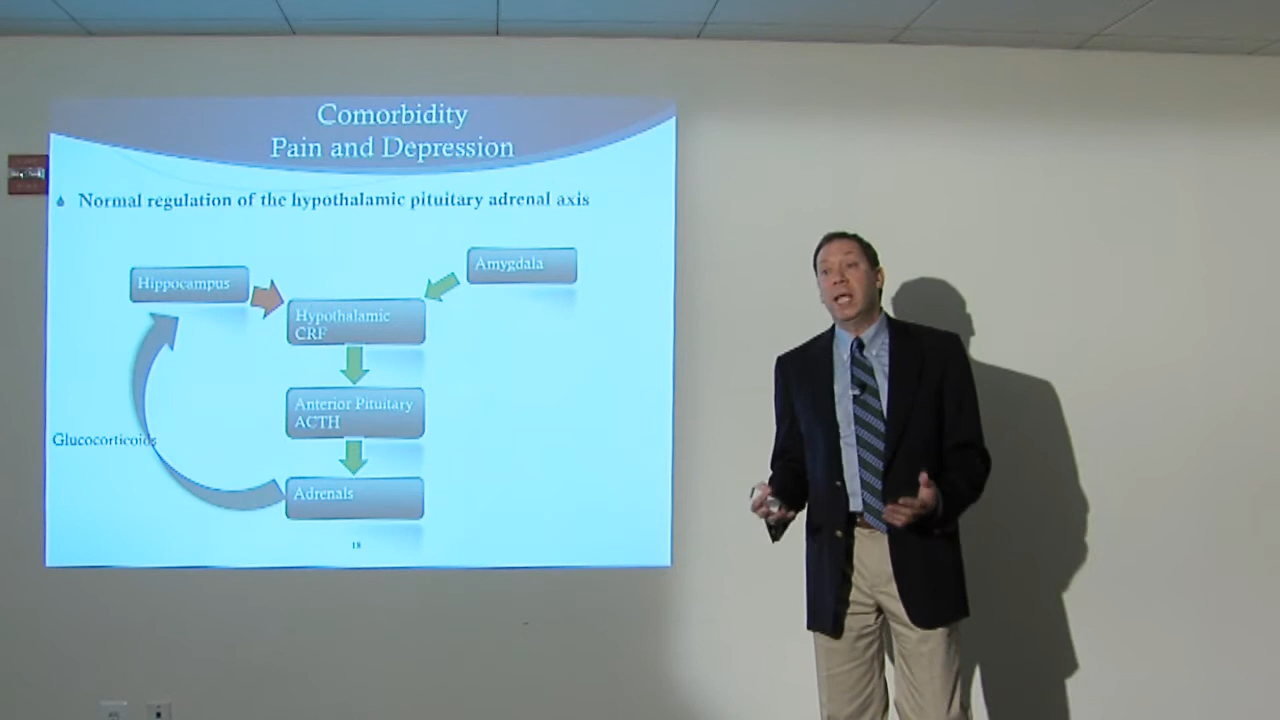 Comorbidity
Pain and Depression
Normal regulation of the hypothalamic pituitary adrenal axis
Amygdala
Hippocampus
Hypothalamic
CRF
Anterior Pituitary
ACTH
Glucocorticoids
Adrenals
18